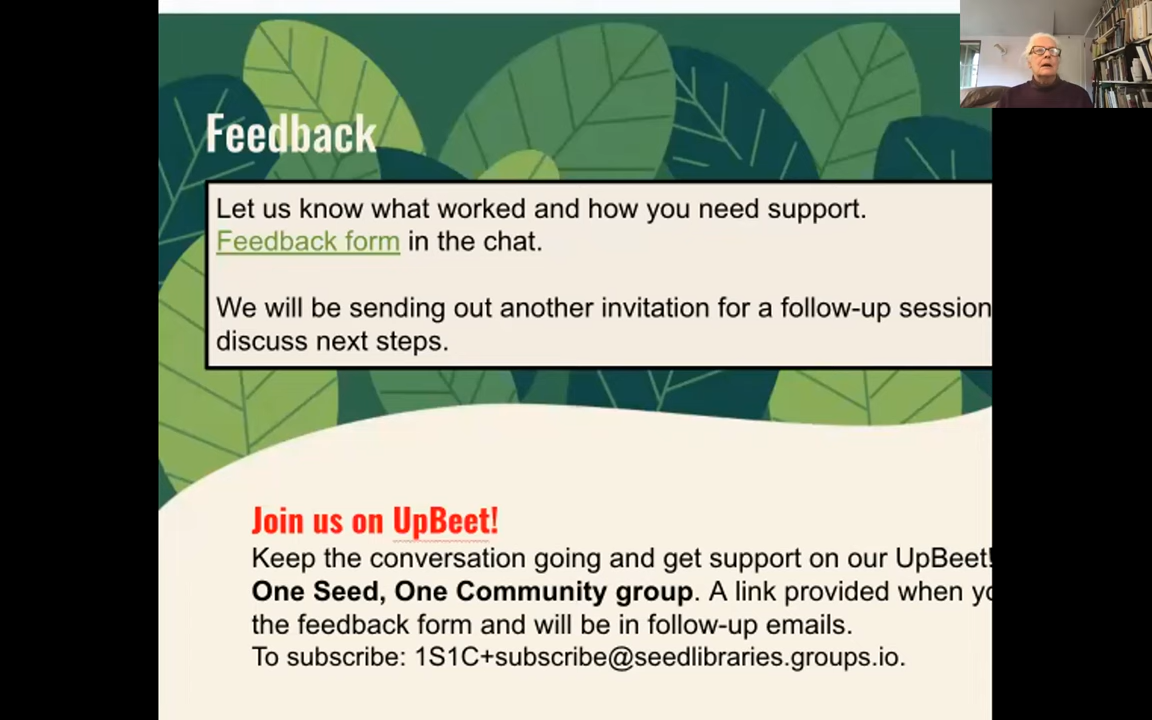 Feedback
Let us know what worked and how you need support.
Feedback form in the chat.
We will be sending out another invitation for a follow-up session
discuss next steps.
Join us on UpBeet!
Keep the conversation going and get support on our UpBeet!
One Seed, One Community group. A link provided when yo
the feedback form and will be in follow-up emails.
To subscribe: 1S1C+subscribe@seedlibraries.groups.io.